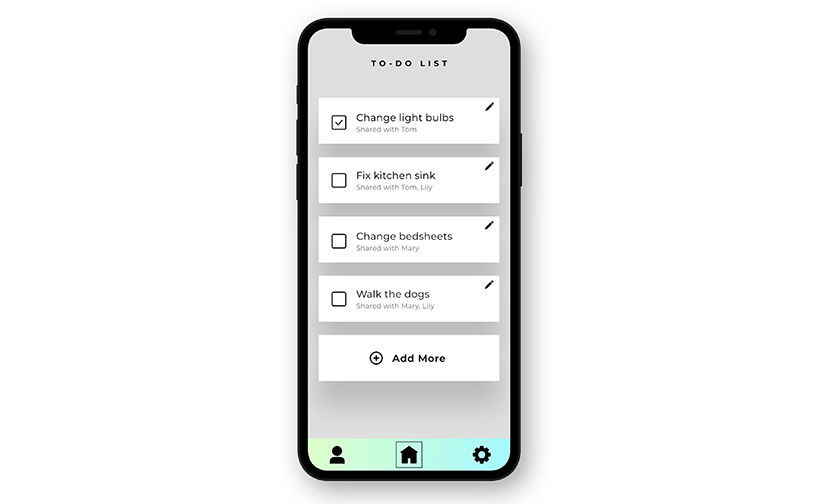 TO-DO LIST
Change light bulbs
Shared with Tom
Fix kitchen sink
Shared with Tom, Lily
Change bedsheets
Shared with Mary
Walk the dogs
Shared with Mary, Lily
Add More